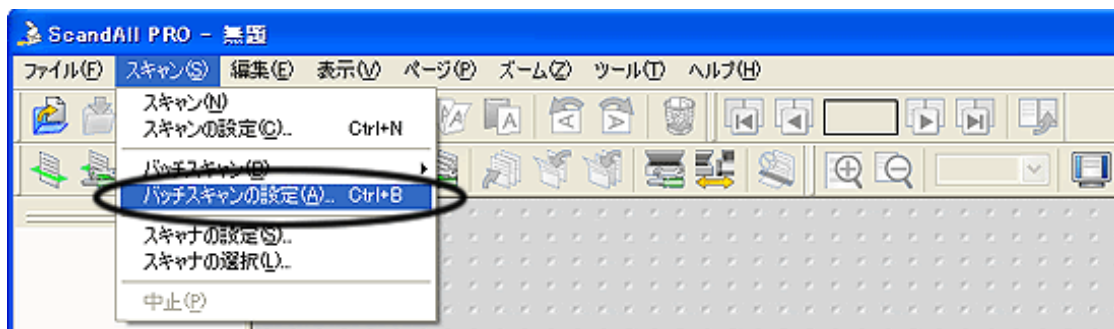 ScandAll PRO - 無題
ファイル(F) スキャン(S) 編集(E) 表示(V) ページ(P) ズーム(Z) ツール(T) ヘルプ(H)
スキャン(N)
スキャンの設定(C)... Ctrl+N
バッチスキャン(B)
バッチスキャンの設定(A)... Ctrl+B
スキャナの設定(S)...
スキャナの選択(L)...
中止(P)